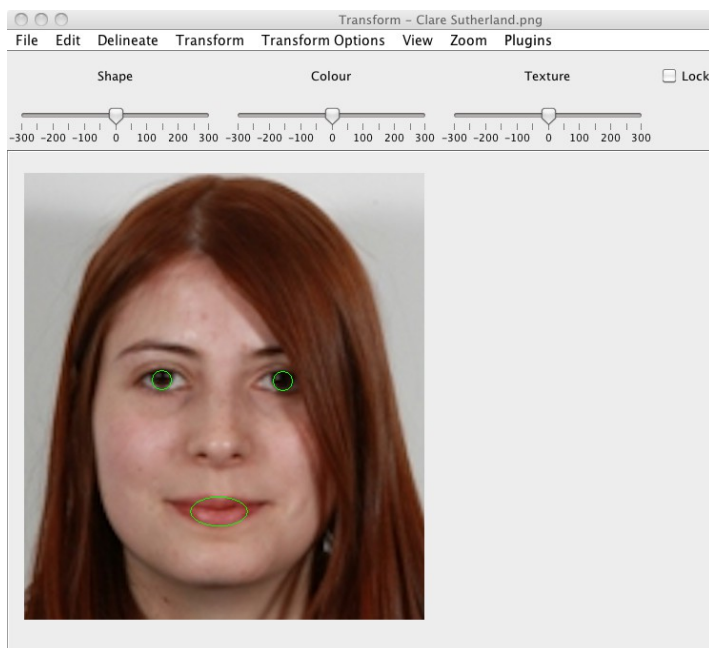 Transform - Clare Sutherland.png
File Edit Delineate Transform Transform Options View Zoom Plugins
Shape Colour Texture Lock
-300 -200 -100 0 100 200 300 -300 -200 -100 0 100 200 300 -300 -200 -100 0 100 200 300